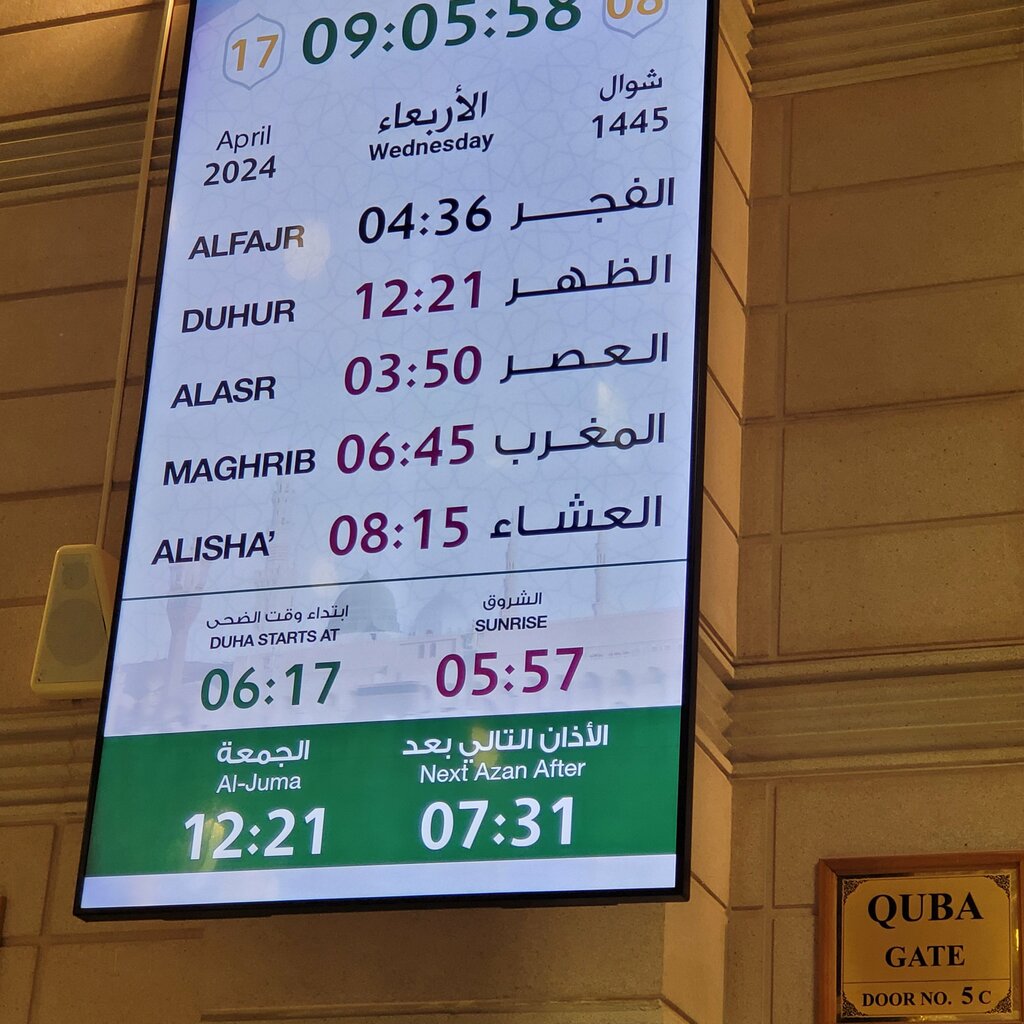 17 09:05:58 08
April الأربعاء شوال
2024 Wednesday 1445
ALFAJR 04:36 الفجر
DUHUR 12:21 الظهر
ALASR 03:50 العصر
MAGHRIB 06:45 المغرب
ALISHA’ 08:15 العشاء
ابتداء وقت الضحى الشروق
DUHA STARTS AT SUNRISE
06:17 05:57
الجمعة الأذان التالي بعد
Al-Juma Next Azan After
12:21 07:31
QUBA
GATE
DOOR NO. 5 C